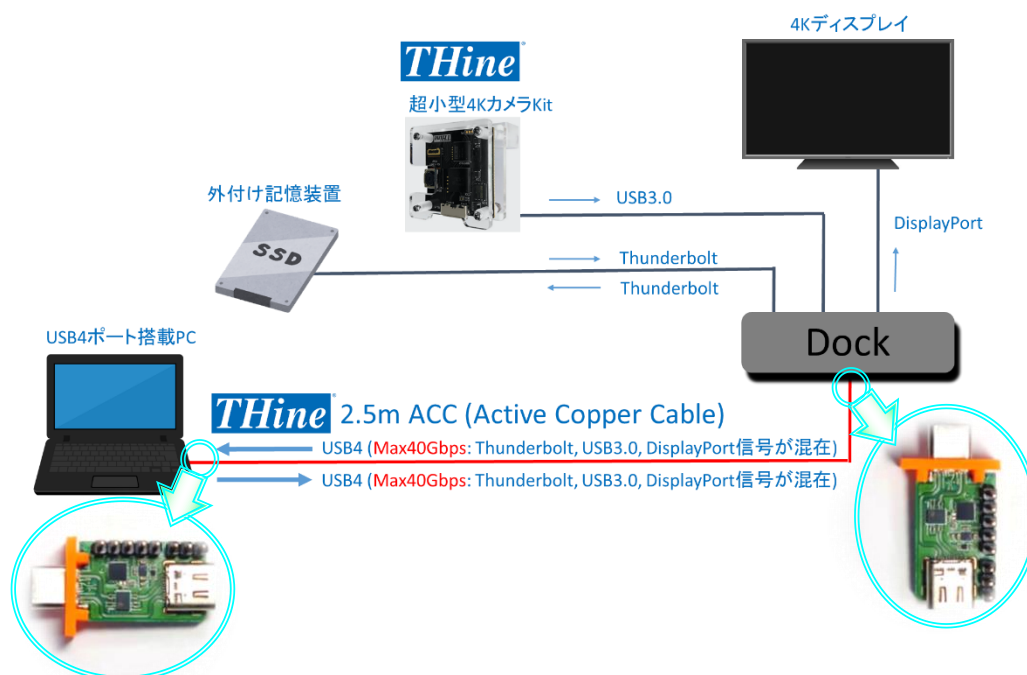 4Kディスプレイ
THine
超小型4KカメラKit
外付け記憶装置
USB3.0
DisplayPort
SSD
Thunderbolt
Thunderbolt
USB4ポート搭載PC
Dock
THine 2.5m ACC (Active Copper Cable)
USB4 (Max40Gbps: Thunderbolt, USB3.0, DisplayPort信号が混在)
USB4 (Max40Gbps: Thunderbolt, USB3.0, DisplayPort信号が混在)